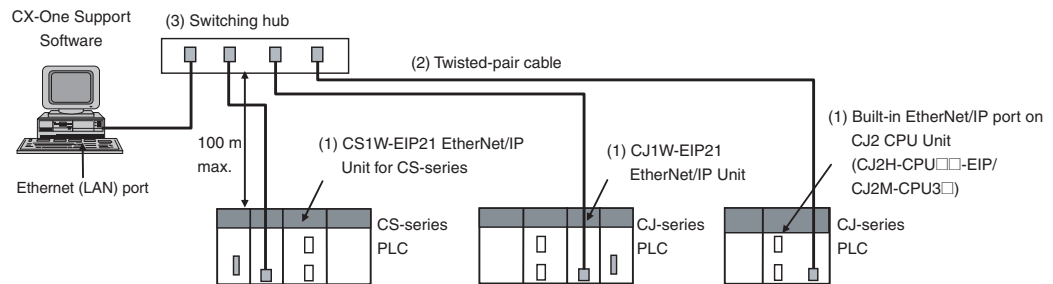 CX-One Support
Software
(3) Switching hub
(2) Twisted-pair cable
100 m
max.
(1) CS1W-EIP21 EtherNet/IP
Unit for CS-series
(1) CJ1W-EIP21
EtherNet/IP Unit
(1) Built-in EtherNet/IP port on
CJ2 CPU Unit
(CJ2H-CPU□□-EIP/
CJ2M-CPU3□)
Ethernet (LAN) port
CS-series
PLC
CJ-series
PLC
CJ-series
PLC